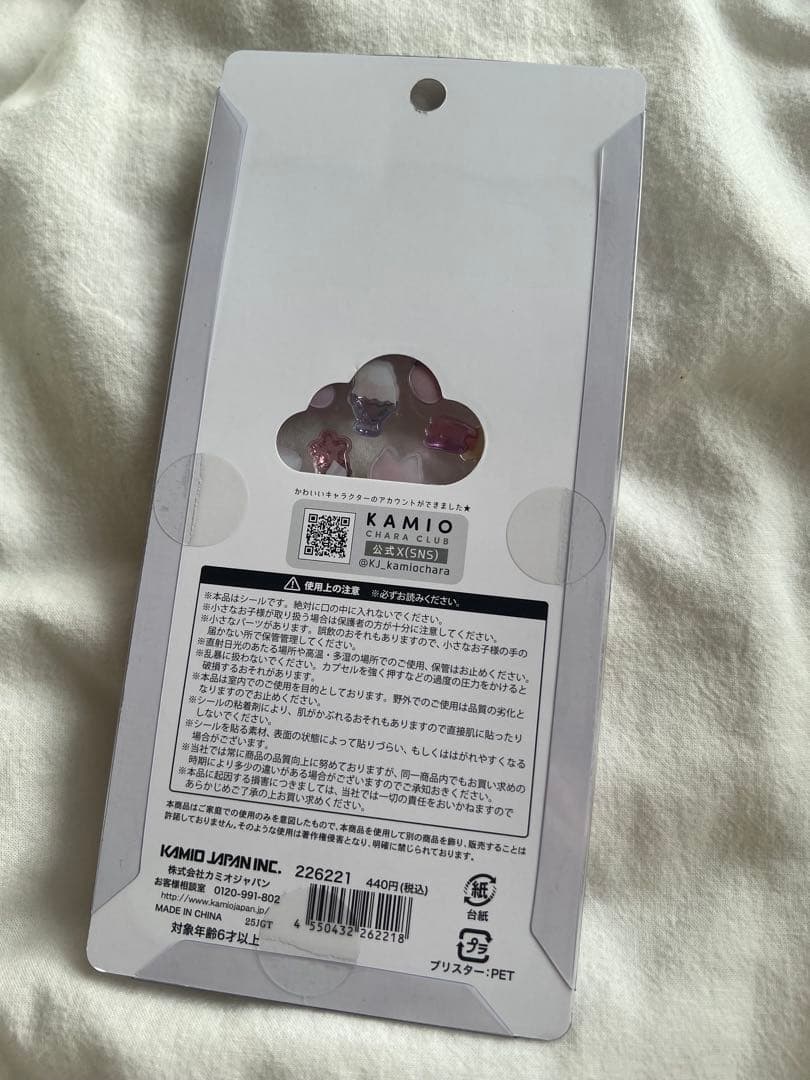 かわいいキャラクターのアカウントができました★
KAMIO
CHARA CLUB
公式X(SNS)
@KJ_kamiochara
使用上の注意 ※必ずお読みください。
※本品はシールです。絶対に口の中に入れないでください。
※小さなお子様が取り扱う場合は保護者の方が十分に注意してください。
※小さなパーツがあります。誤飲のおそれもありますので、小さなお子様の手の
届かない所で保管管理してください。
※直射日光のあたる場所や高温・多湿の場所でのご使用、保管はお止めください。
※乱暴に扱わないでください。カプセルを強く押すなどの過度の圧力をかけると
破損するおそれがあります。
※本品は室内でのご使用を目的としております。野外でのご使用は品質の劣化と
なりますのでお止めください。
※シールの粘着剤により、肌がかぶれるおそれもありますので直接肌に貼ったり
しないでください。
※シールを貼る素材、表面の状態によって貼りづらい、もしくははがれやすくなる
場合がございます。
※当社では常に商品の品質向上に努めておりますが、同一商品内でもお買い求めの
時期により多少の違いがある場合がございますのでご承知おきください。
※本品に起因する損害につきましては、当社では一切の責任をおいかねますので
あらかじめご了承の上お買い求めください。
本商品はご家庭での使用のみを意図したもので、本商品を使用して別の商品を飾り、販売することは
許諾しておりません。そのような使用は著作権侵害となり、明確に禁じられております。
KAMIO JAPAN INC.
株式会社カミオジャパン
お客様相談室 0120-991-802
http://www.kamiojapan.jp/
MADE IN CHINA 25JGT
対象年齢6才以上
226221 440円(税込)
4 550432 262218
紙
台紙
プラ
ブリスター:PET